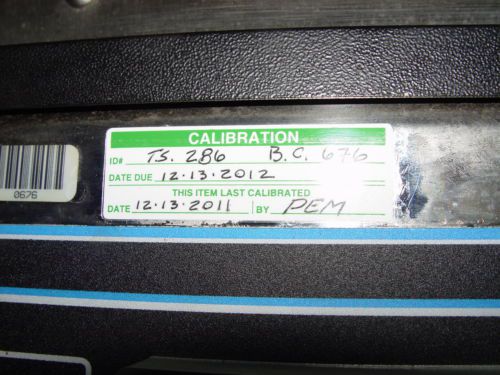 CALIBRATION
ID# TS. 286 B.C. 676
DATE DUE 12.13.2012
THIS ITEM LAST CALIBRATED
DATE 12.13.2011 BY PEM
0676